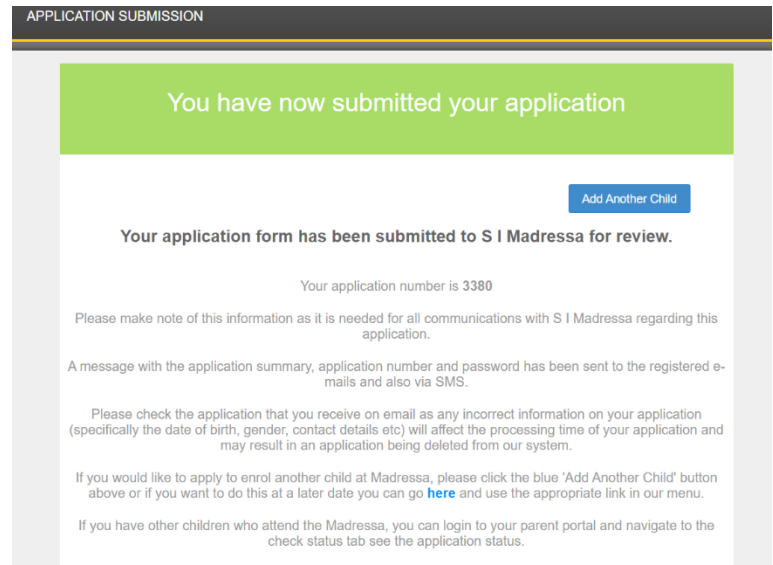 APPLICATION SUBMISSION
You have now submitted your application
Add Another Child
Your application form has been submitted to S I Madressa for review.
Your application number is 3380
Please make note of this information as it is needed for all communications with S I Madressa regarding this
application.
A message with the application summary, application number and password has been sent to the registered e-
mails and also via SMS.
Please check the application that you receive on email as any incorrect information on your application
(specifically the date of birth, gender, contact details etc) will affect the processing time of your application and
may result in an application being deleted from our system.
If you would like to apply to enrol another child at Madressa, please click the blue 'Add Another Child' button
above or if you want to do this at a later date you can go here and use the appropriate link in our menu.
If you have other children who attend the Madressa, you can login to your parent portal and navigate to the
check status tab see the application status.